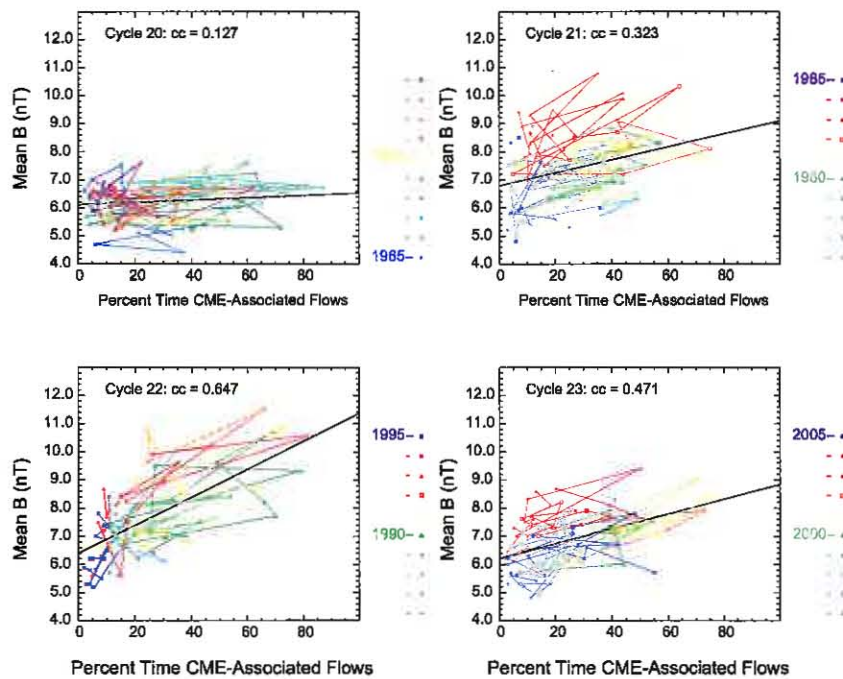 Cycle 20: cc = 0.127
Mean B (nT)
12.0
11.0
10.0
9.0
8.0
7.0
6.0
5.0
4.0
0 20 40 60 80
Percent Time CME-Associated Flows
1965
Cycle 21: cc = 0.323
Mean B (nT)
12.0
11.0
10.0
9.0
8.0
7.0
6.0
5.0
4.0
0 20 40 60 80
Percent Time CME-Associated Flows
1985
1980
Cycle 22: cc = 0.647
Mean B (nT)
12.0
11.0
10.0
9.0
8.0
7.0
6.0
5.0
4.0
0 20 40 60 80
Percent Time CME-Associated Flows
1995
1990
Cycle 23: cc = 0.471
Mean B (nT)
12.0
11.0
10.0
9.0
8.0
7.0
6.0
5.0
4.0
0 20 40 60 80
Percent Time CME-Associated Flows
2005
2000